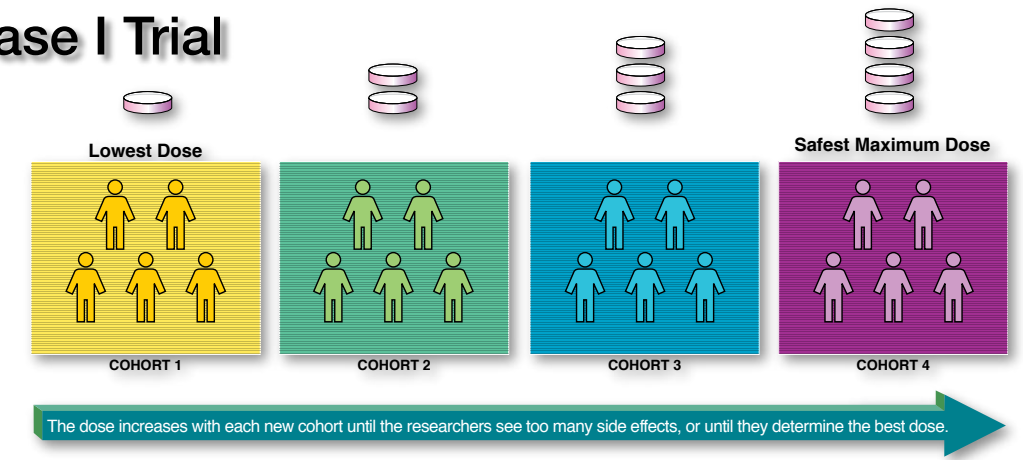 ase I Trial
Lowest Dose
Safest Maximum Dose
COHORT 1
COHORT 2
COHORT 3
COHORT 4
The dose increases with each new cohort until the researchers see too many side effects, or until they determine the best dose.